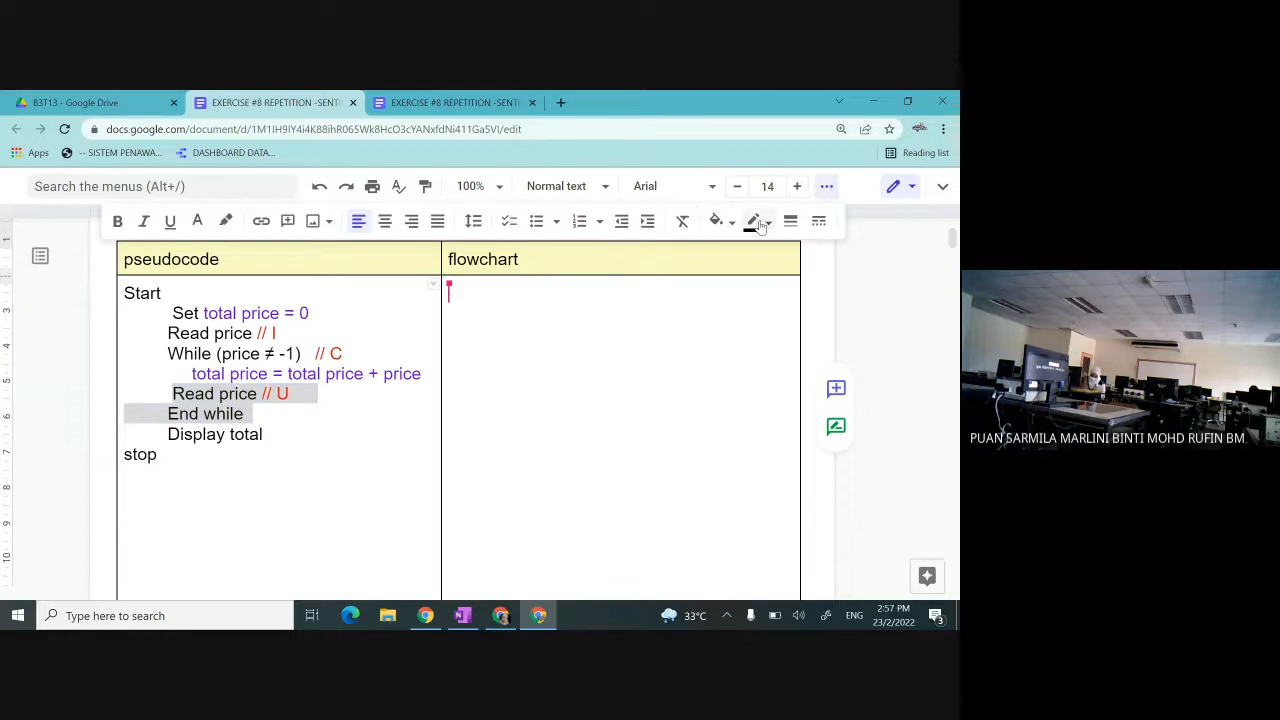 B3T13 - Google Drive
EXERCISE #8 REPETITION -SENTI
EXERCISE #8 REPETITION -SENTI
docs.google.com/document/d/1M1IH9IY4i4K88ihR065Wk8HcO3cYANxfdNi411Ga5VI/edit
Apps
-- SISTEM PENAWA...
DASHBOARD DATA...
Reading list
Search the menus (Alt+/)
100%
Normal text
Arial
14
pseudocode
flowchart
Start
Set total price = 0
Read price // I
While (price ≠ -1) // C
total price = total price + price
Read price // U
End while
Display total
stop
PUAN SARMILA MARLINI BINTI MOHD RUFIN BM.
Type here to search
33°C
ENG
2:57 PM
23/2/2022
3